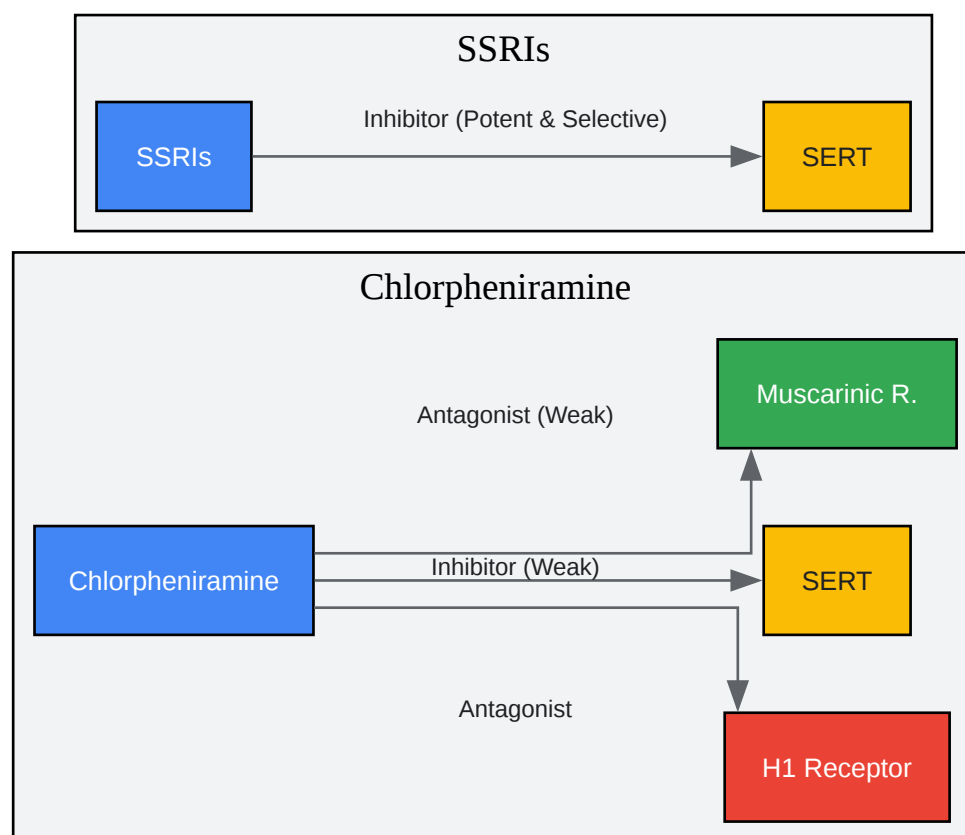 SSRIs
Inhibitor (Potent & Selective)
SSRIs
SERT
Chlorpheniramine
Muscarinic R.
Antagonist (Weak)
Chlorpheniramine
Inhibitor (Weak)
SERT
Antagonist
H1 Receptor